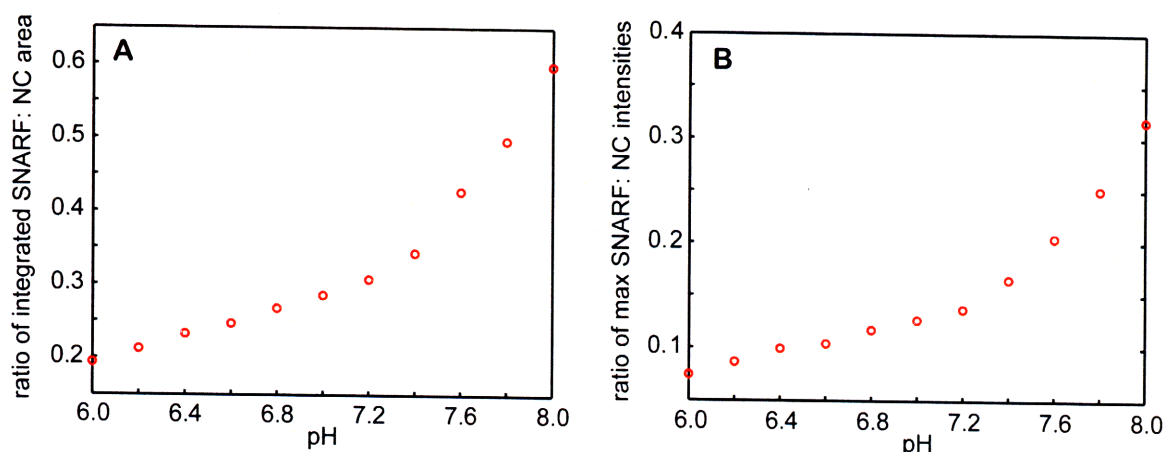 A
ratio of integrated SNARF: NC area
0.6
0.5
0.4
0.3
0.2
6.0 6.4 6.8 7.2 7.6 8.0
pH
B
ratio of max SNARF: NC intensities
0.4
0.3
0.2
0.1
6.0 6.4 6.8 7.2 7.6 8.0
pH